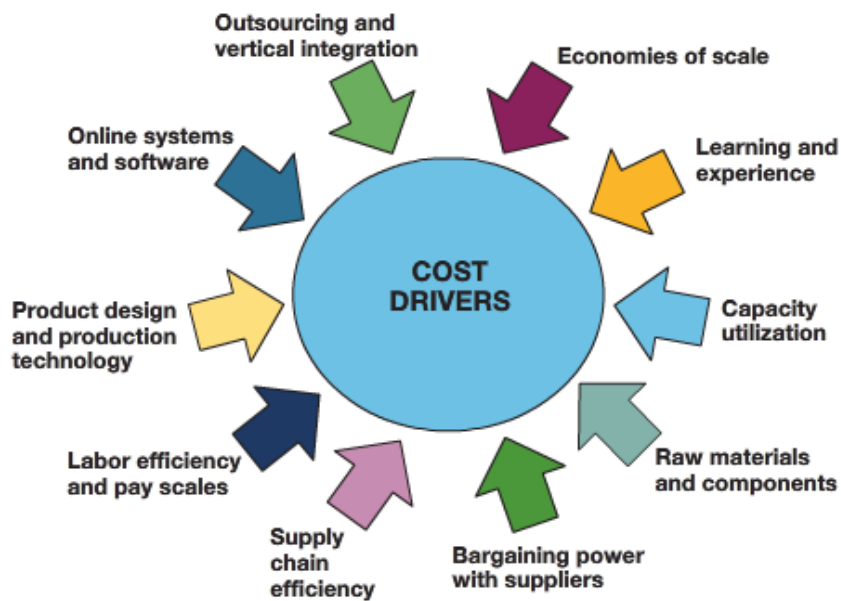 Outsourcing and
vertical integration
Economies of scale
Online systems
and software
Learning and
experience
COST
DRIVERS
Product design
and production
technology
Capacity
utilization
Labor efficiency
and pay scales
Raw materials
and components
Supply
chain
efficiency
Bargaining power
with suppliers